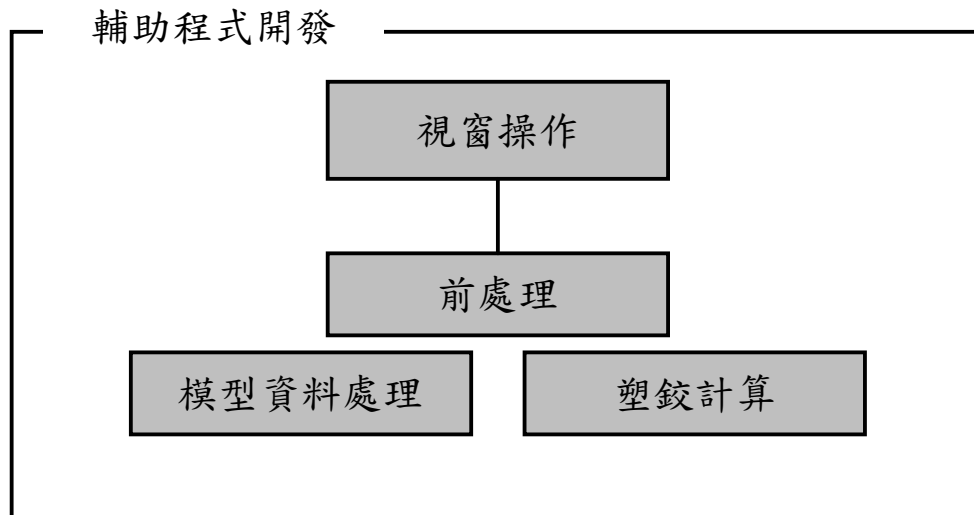 輔助程式開發
視窗操作
前處理
模型資料處理
塑鉸計算